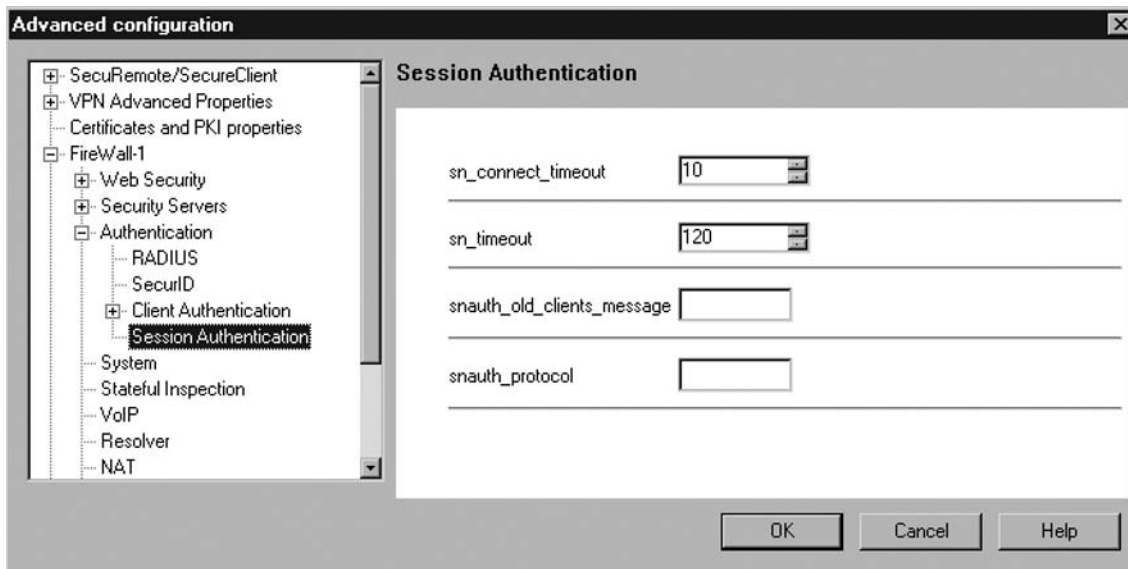 Advanced configuration
SecuRemote/SecureClient
VPN Advanced Properties
Certificates and PKI properties
FireWall-1
Web Security
Security Servers
Authentication
RADIUS
SecurID
Client Authentication
Session Authentication
System
Stateful Inspection
VoIP
Resolver
NAT
Session Authentication
sn_connect_timeout 10
sn_timeout 120
snauth_old_clients_message
snauth_protocol
OK Cancel Help